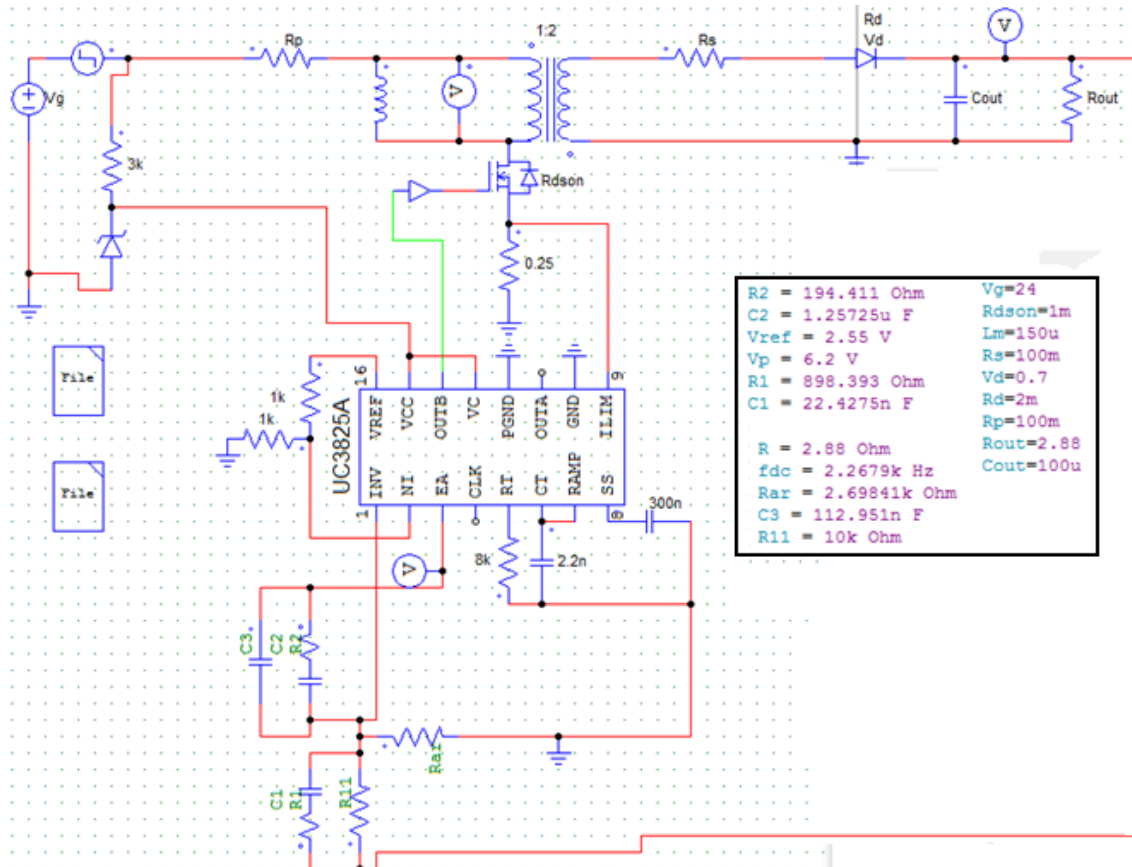 1:2
Rp
Rs
Rd
Vd
V
Vg
V
Cout
Rout
3k
Rdson
0.25
R2 = 194.411 Ohm
C2 = 1.25725u F
Vref = 2.55 V
Vp = 6.2 V
R1 = 898.393 Ohm
C1 = 22.4275n F
R = 2.88 Ohm
fdc = 2.2679k Hz
Rar = 2.69841k Ohm
C3 = 112.951n F
R11 = 10k Ohm
Vg=24
Rdson=1m
Lm=150u
Rs=100m
Vd=0.7
Rd=2m
Rp=100m
Rout=2.88
Cout=100u
File
File
1k
1k
UC3825A
16
9
VREF
VCC
OUTB
VC
PGND
OUTA
GND
ILIM
INV
NI
EA
CLK
RT
CT
RAMP
SS
1
8
300n
8k
2.2n
V
C3
C2
R2
Rar
C1
R1
R11